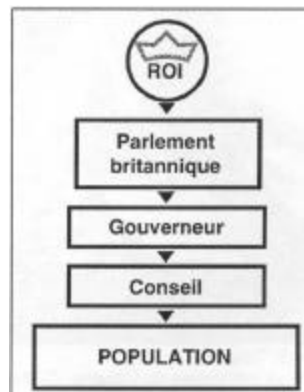 ROI
Parlement
britannique
Gouverneur
Conseil
POPULATION